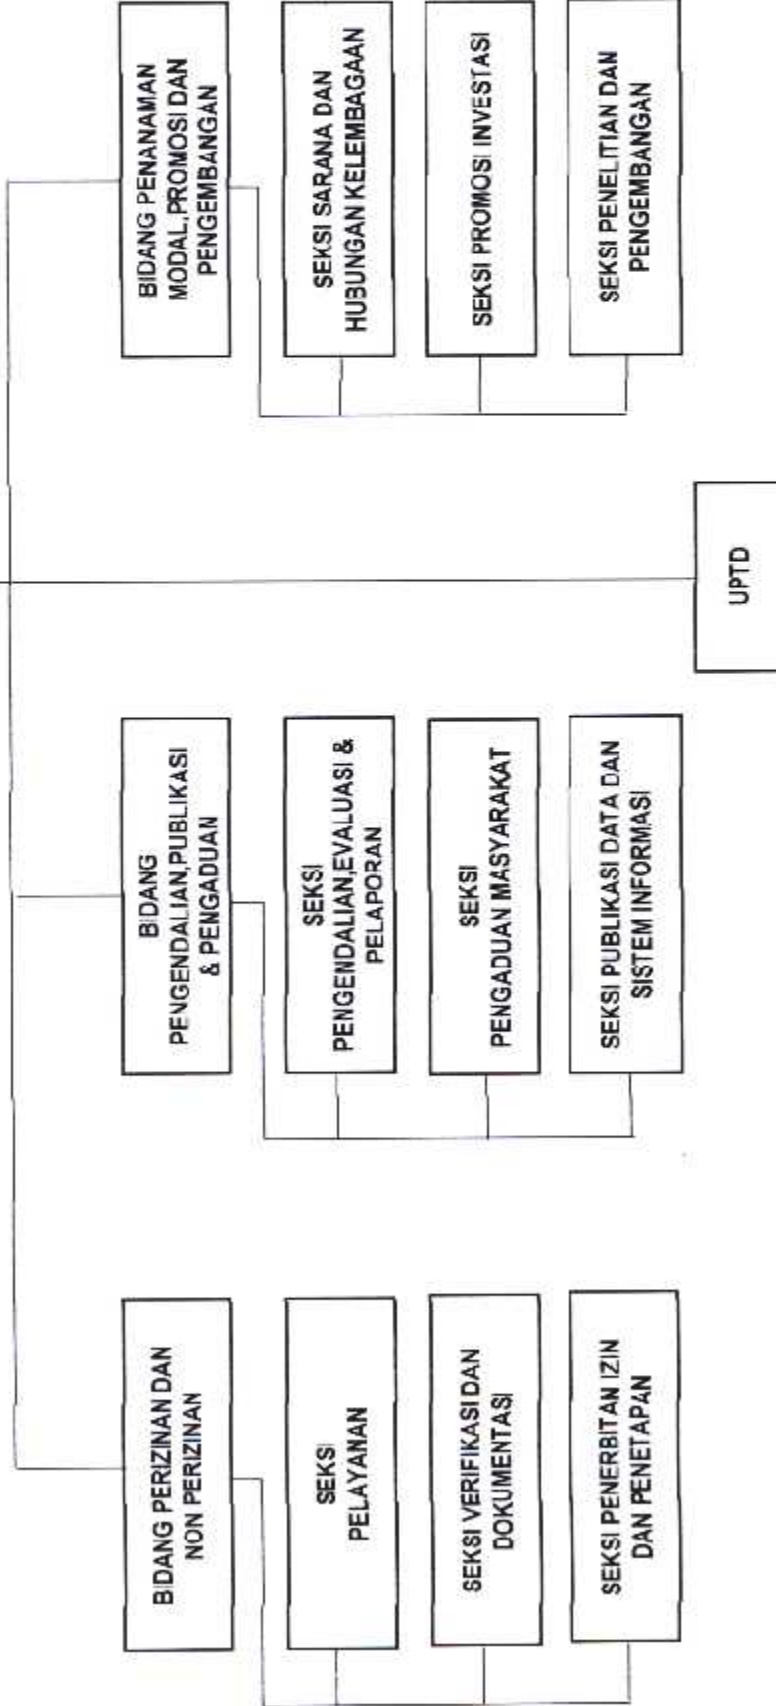 BIDANG PERIZINAN DAN
NON PERIZINAN
SEKSI
PELAYANAN
SEKSI VERIFIKASI DAN
DOKUMENTASI
SEKSI PENERBITAN IZIN
DAN PENETAPAN
BIDANG
PENGENDALIAN,PUBLIKASI
& PENGADUAN
SEKSI
PENGENDALIAN,EVALUASI &
PELAPORAN
SEKSI
PENGADUAN MASYARAKAT
SEKSI PUBLIKASI DATA DAN
SISTEM INFORMASI
BIDANG PENANAMAN
MODAL,PROMOSI DAN
PENGEMBANGAN
SEKSI SARANA DAN
HUBUNGAN KELEMBAGAAN
SEKSI PROMOSI INVESTASI
SEKSI PENELITIAN DAN
PENGEMBANGAN
UPTD